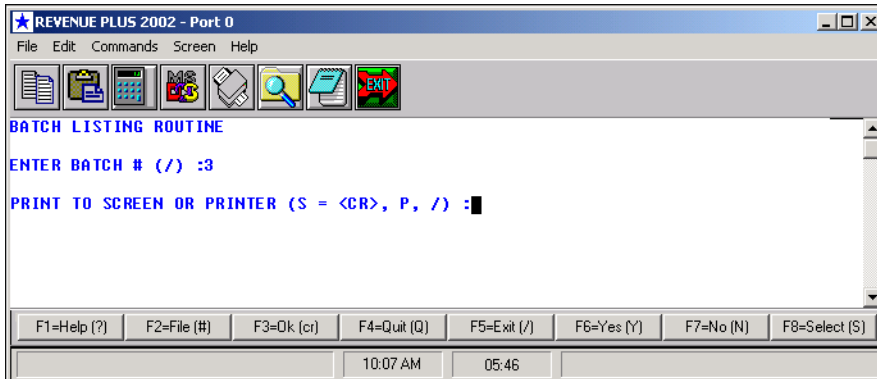 REVENUE PLUS 2002 - Port 0
File Edit Commands Screen Help
MS
EXIT
BATCH LISTING ROUTINE
ENTER BATCH # (/) :3
PRINT TO SCREEN OR PRINTER (S = <CR>, P, /) :
F1=Help (?) F2=File (#) F3=Ok (cr) F4=Quit (Q) F5=Exit (/) F6=Yes (Y) F7=No (N) F8=Select (S)
10:07 AM 05:46